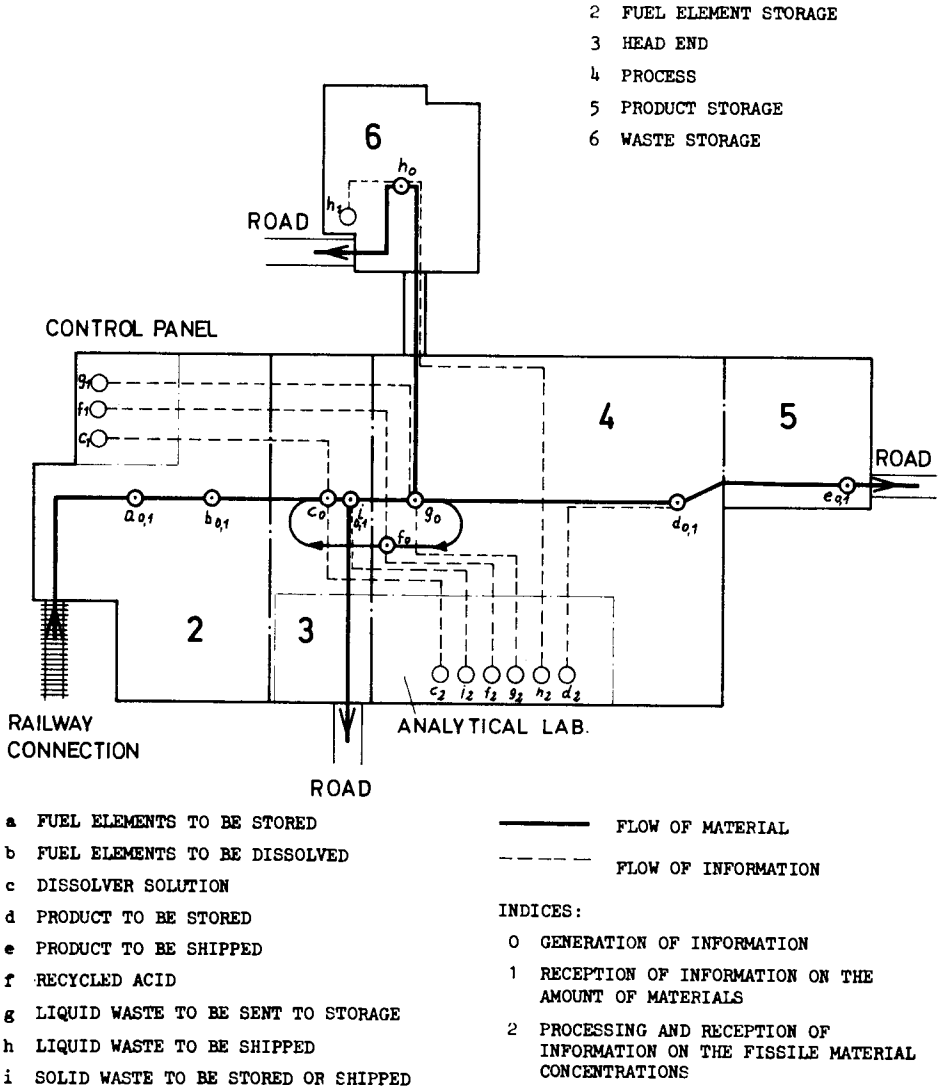 2 FUEL ELEMENT STORAGE
3 HEAD END
4 PROCESS
5 PRODUCT STORAGE
6 WASTE STORAGE
6
h0
h1
ROAD
CONTROL PANEL
g1
f1
c1
4
5
ROAD
a0,1
b0,1
c0
i0,1
g0
f0
d0,1
e0,1
2
3
c2
i2
f2
g2
h2
d2
RAILWAY
CONNECTION
ANALYTICAL LAB.
ROAD
a FUEL ELEMENTS TO BE STORED
b FUEL ELEMENTS TO BE DISSOLVED
c DISSOLVER SOLUTION
d PRODUCT TO BE STORED
e PRODUCT TO BE SHIPPED
f RECYCLED ACID
g LIQUID WASTE TO BE SENT TO STORAGE
h LIQUID WASTE TO BE SHIPPED
i SOLID WASTE TO BE STORED OR SHIPPED
FLOW OF MATERIAL
FLOW OF INFORMATION
INDICES:
0 GENERATION OF INFORMATION
1 RECEPTION OF INFORMATION ON THE
AMOUNT OF MATERIALS
2 PROCESSING AND RECEPTION OF
INFORMATION ON THE FISSILE MATERIAL
CONCENTRATIONS